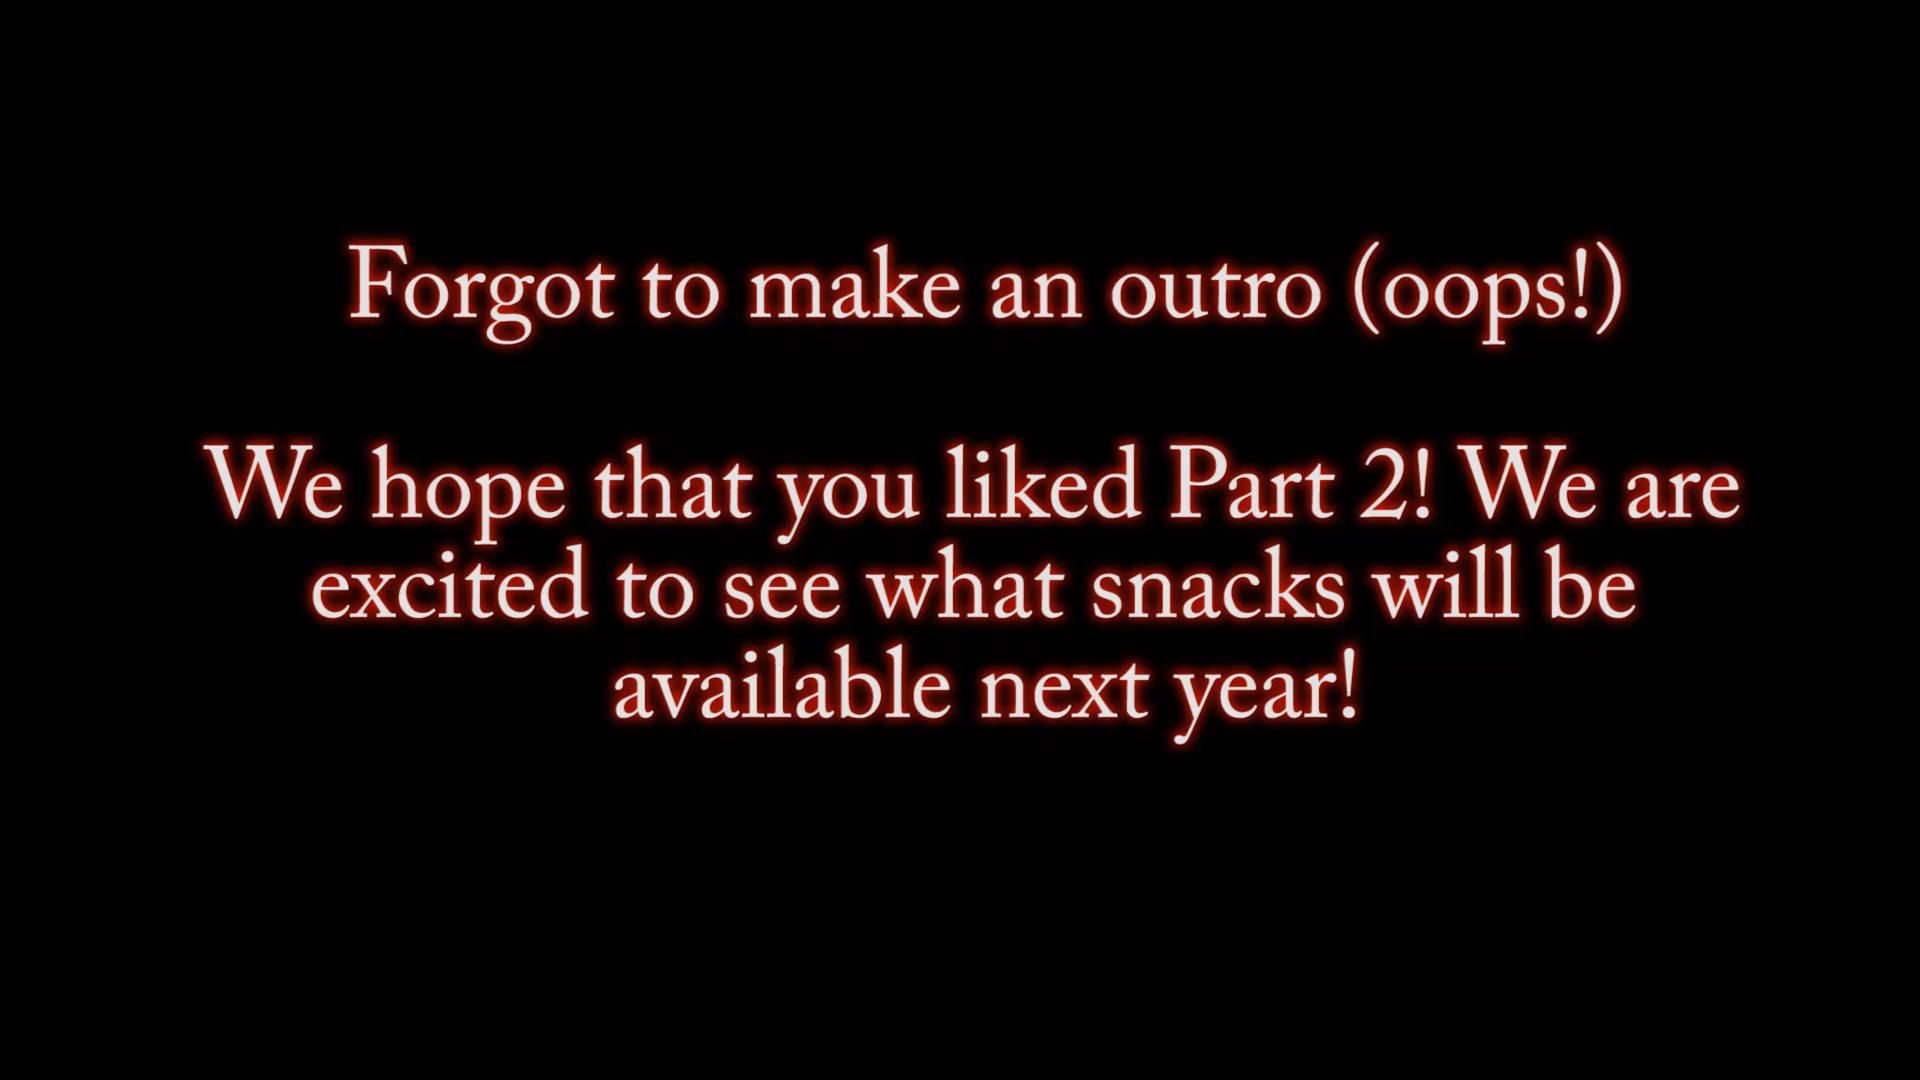 Forgot to make an outro (oops!)
We hope that you liked Part 2! We are
excited to see what snacks will be
available next year!